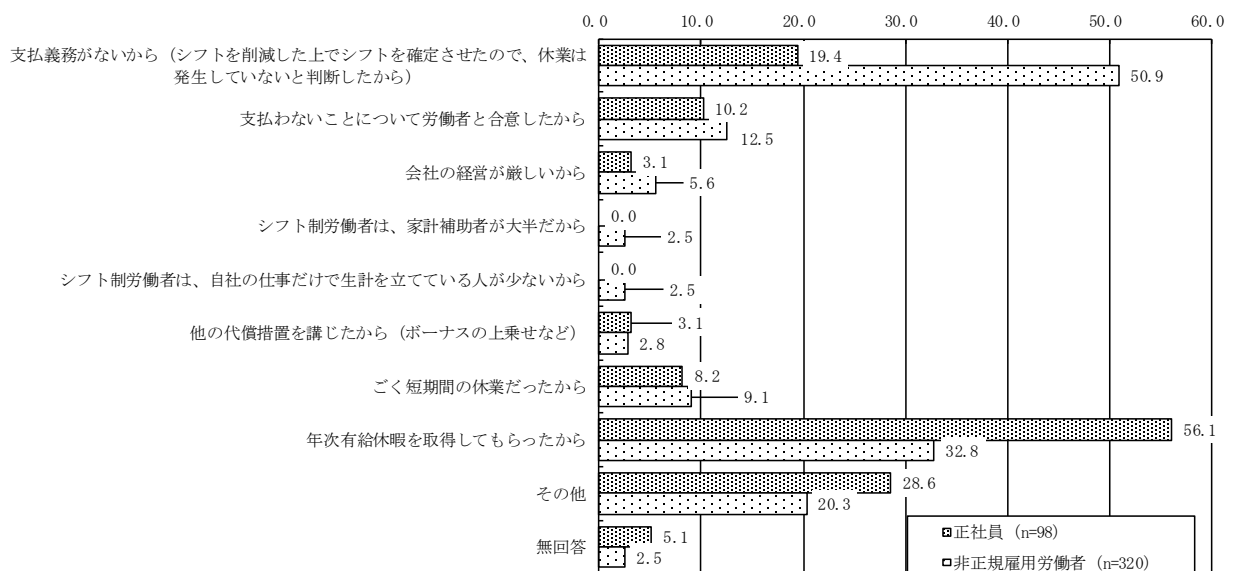 0.0 10.0 20.0 30.0 40.0 50.0 60.0
支払義務がないから（シフトを削減した上でシフトを確定させたので、休業は
発生していないと判断したから）
19.4
50.9
支払わないことについて労働者と合意したから
10.2
12.5
会社の経営が厳しいから
3.1
5.6
シフト制労働者は、家計補助者が大半だから
0.0
2.5
シフト制労働者は、自社の仕事だけで生計を立てている人が少ないから
0.0
2.5
他の代償措置を講じたから（ボーナスの上乗せなど）
3.1
2.8
ごく短期間の休業だったから
8.2
9.1
年次有給休暇を取得してもらったから
56.1
32.8
その他
28.6
20.3
無回答
5.1
2.5
正社員（n=98）
非正規雇用労働者（n=320）